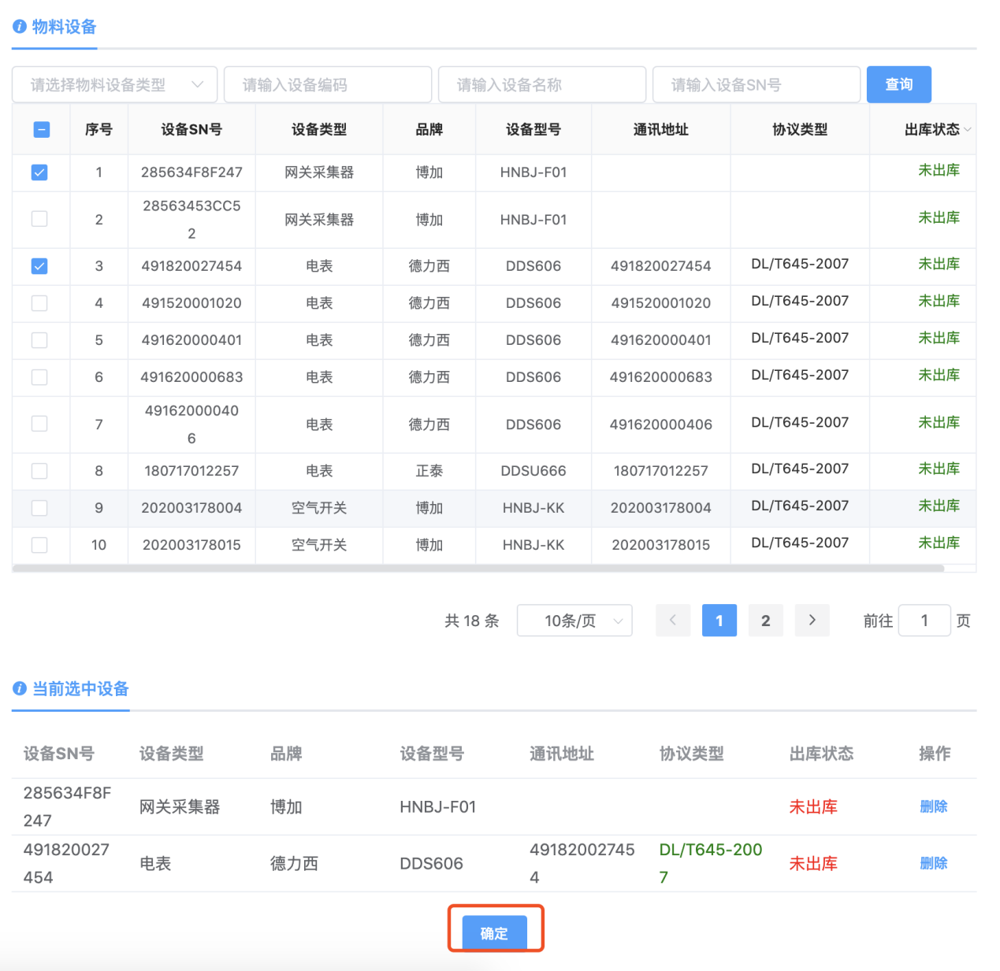 物料设备
请选择物料设备类型 请输入设备编码 请输入设备名称 请输入设备SN号 查询
序号 设备SN号 设备类型 品牌 设备型号 通讯地址 协议类型 出库状态
1 285634F8F247 网关采集器 博加 HNBJ-F01 未出库
2 28563453CC5 网关采集器 博加 HNBJ-F01 未出库
2
3 491820027454 电表 德力西 DDS606 491820027454 DL/T645-2007 未出库
4 491520001020 电表 德力西 DDS606 491520001020 DL/T645-2007 未出库
5 491620000401 电表 德力西 DDS606 491620000401 DL/T645-2007 未出库
6 491620000683 电表 德力西 DDS606 491620000683 DL/T645-2007 未出库
7 49162000040 电表 德力西 DDS606 491620000406 DL/T645-2007 未出库
6
8 180717012257 电表 正泰 DDSU666 180717012257 DL/T645-2007 未出库
9 202003178004 空气开关 博加 HNBJ-KK 202003178004 DL/T645-2007 未出库
10 202003178015 空气开关 博加 HNBJ-KK 202003178015 DL/T645-2007 未出库
共 18 条 10条/页 1 2 前往 1 页
当前选中设备
设备SN号 设备类型 品牌 设备型号 通讯地址 协议类型 出库状态 操作
285634F8F 网关采集器 博加 HNBJ-F01 未出库 删除
247
491820027 电表 德力西 DDS606 49182002745 DL/T645-200 未出库 删除
454 4 7
确定